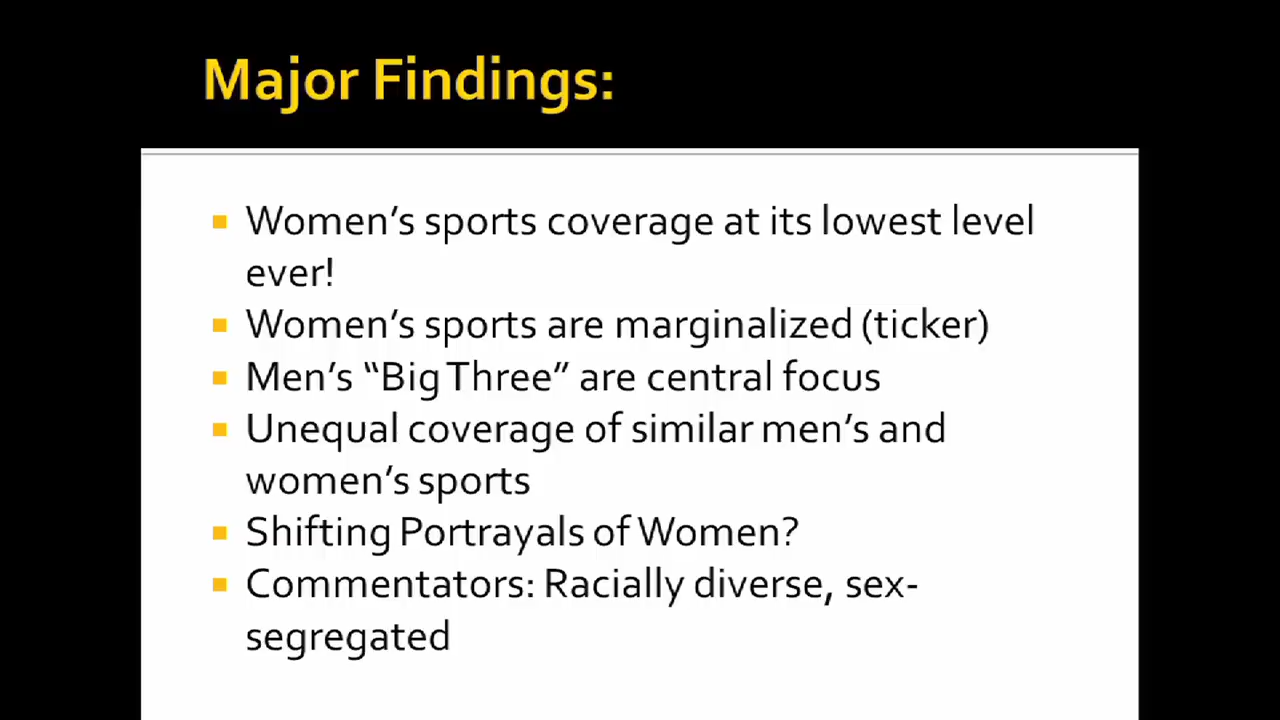 Major Findings:
Women’s sports coverage at its lowest level
ever!
Women’s sports are marginalized (ticker)
Men’s “Big Three” are central focus
Unequal coverage of similar men’s and
women’s sports
Shifting Portrayals of Women?
Commentators: Racially diverse, sex-
segregated